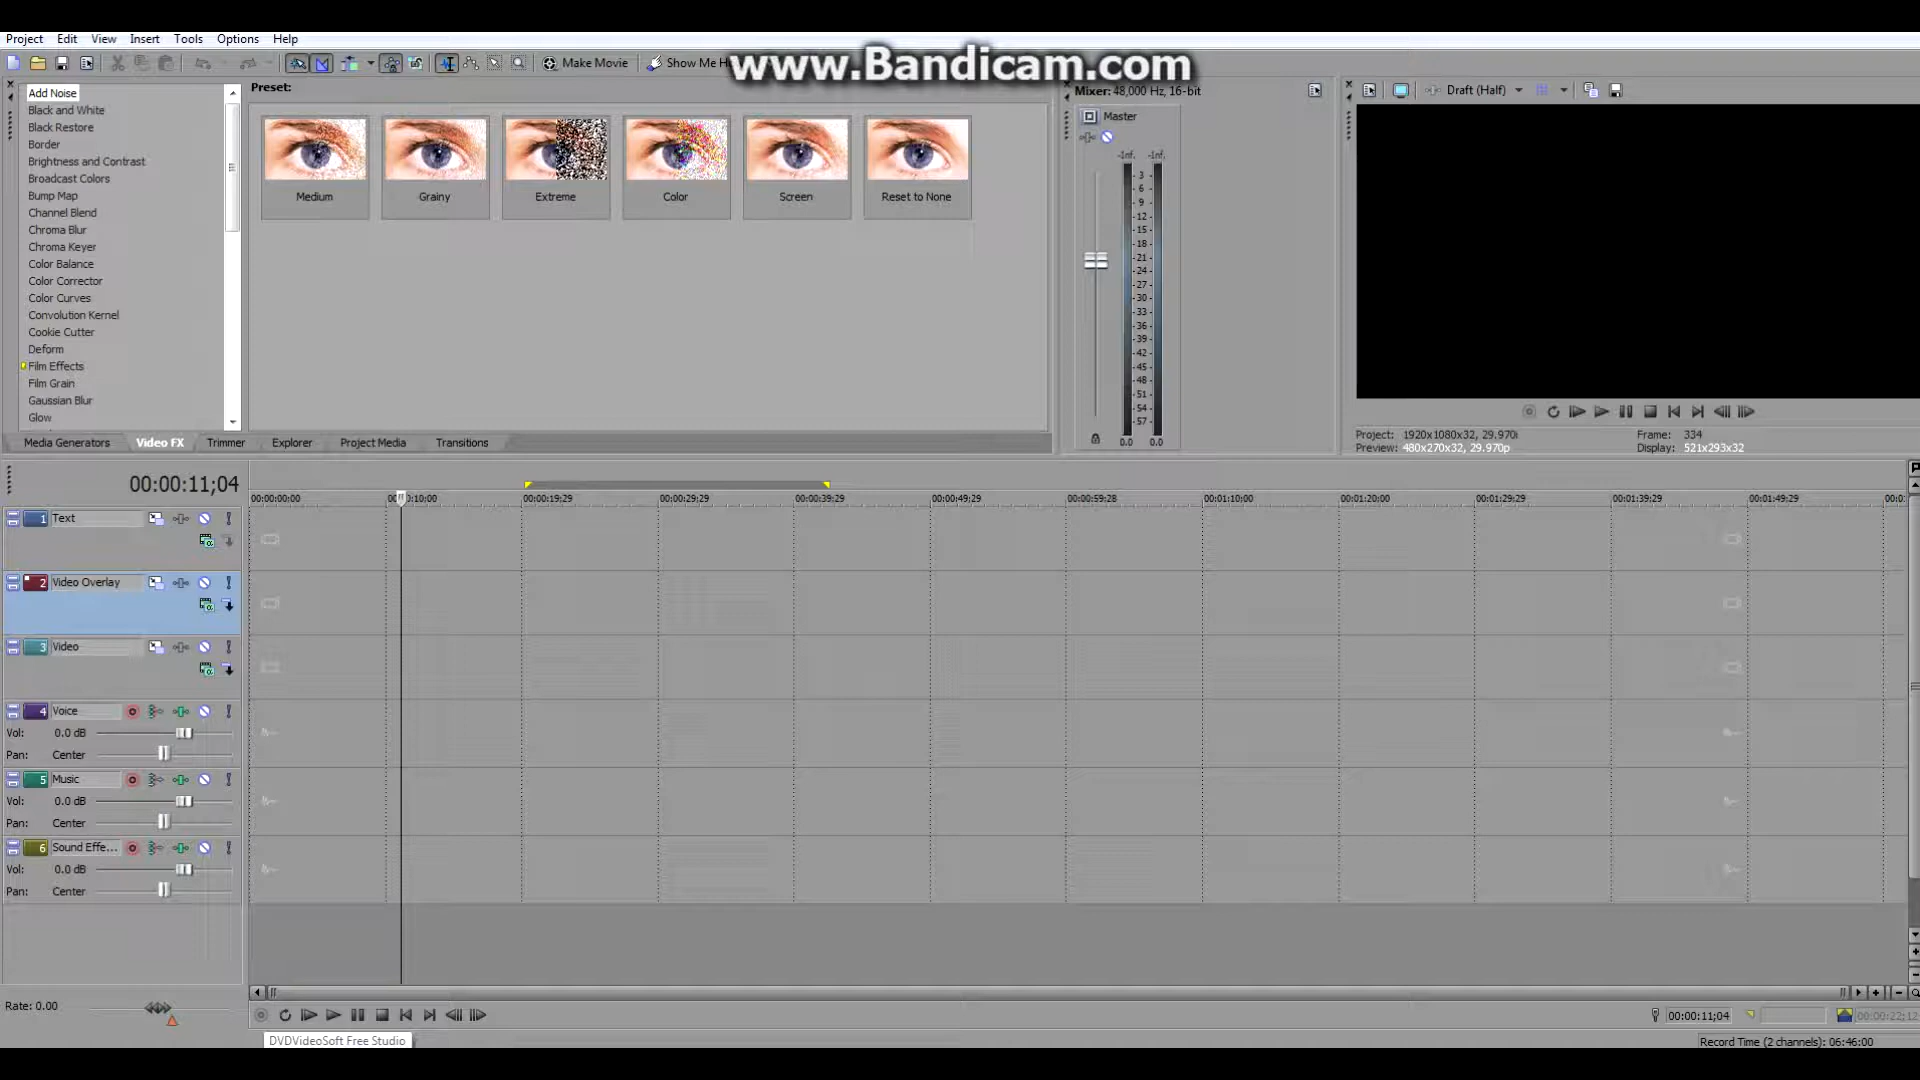 Project Edit View Insert Tools Options Help
www.Bandicam.com
Make Movie Show Me H
Add Noise
Black and White
Black Restore
Border
Brightness and Contrast
Broadcast Colors
Bump Map
Channel Blend
Chroma Blur
Chroma Keyer
Color Balance
Color Corrector
Color Curves
Convolution Kernel
Cookie Cutter
Deform
Film Effects
Film Grain
Gaussian Blur
Glow
Preset:
Medium Grainy Extreme Color Screen Reset to None
Media Generators Video FX Trimmer Explorer Project Media Transitions
Mixer: 48,000 Hz, 16-bit
Master
-Inf. -Inf.
- 3 -
- 6 -
- 9 -
-12-
-15-
-18-
-21-
-24-
-27-
-30-
-33-
-36-
-39-
-42-
-45-
-48-
-51-
-54-
-57-
0.0 0.0
Draft (Half)
Project: 1920x1080x32, 29.970i Frame: 334
Preview: 480x270x32, 29.970p Display: 521x293x32
00:00:11;04
00:00:00;00 00:00:19;29 00:00:29;29 00:00:39;29 00:00:49;29 00:00:59:28 00:01:10;00 00:01:20;00 00:01:29;29 00:01:39;29 00:01:49;29
1 Text
2 Video Overlay
3 Video
4 Voice
Vol: 0.0 dB
Pan: Center
5 Music
Vol: 0.0 dB
Pan: Center
6 Sound Effe...
Vol: 0.0 dB
Pan: Center
Rate: 0.00
DVDVideoSoft Free Studio
00:00:11;04 00:00:22;12
Record Time (2 channels): 06:46:00